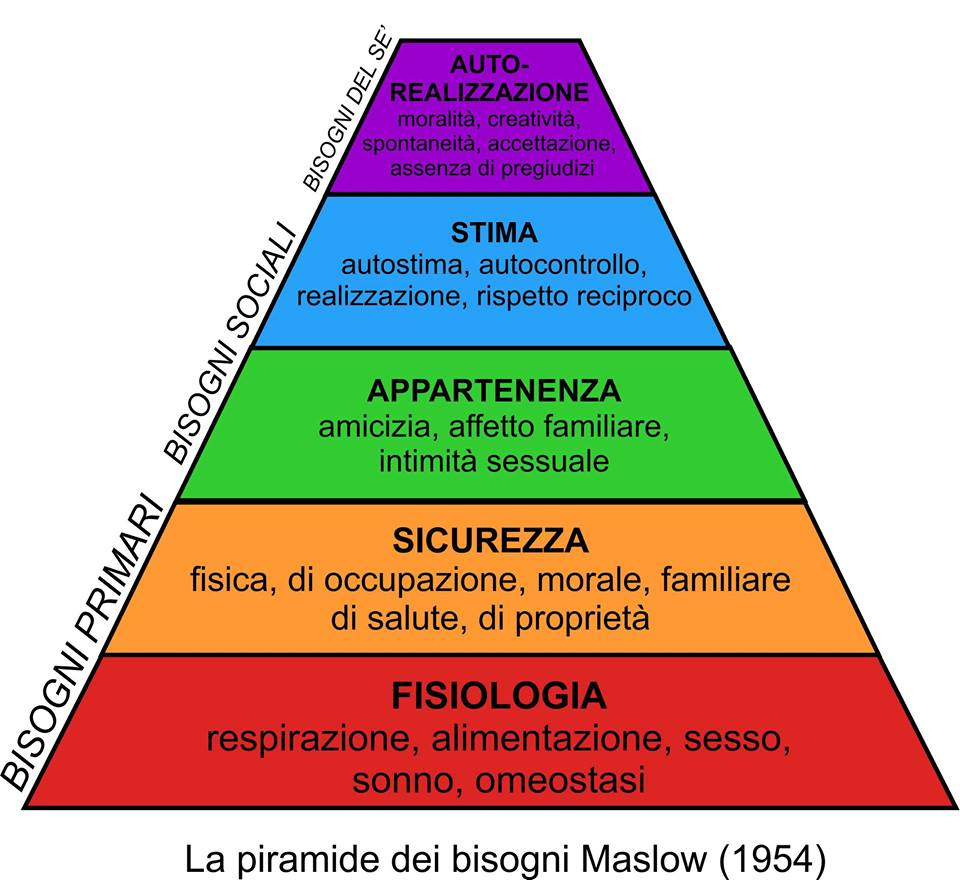 BISOGNI DEL SE’
AUTO-
REALIZZAZIONE
moralità, creatività,
spontaneità, accettazione,
assenza di pregiudizi
BISOGNI SOCIALI
STIMA
autostima, autocontrollo,
realizzazione, rispetto reciproco
APPARTENENZA
amicizia, affetto familiare,
intimità sessuale
BISOGNI PRIMARI
SICUREZZA
fisica, di occupazione, morale, familiare
di salute, di proprietà
FISIOLOGIA
respirazione, alimentazione, sesso,
sonno, omeostasi
La piramide dei bisogni Maslow (1954)